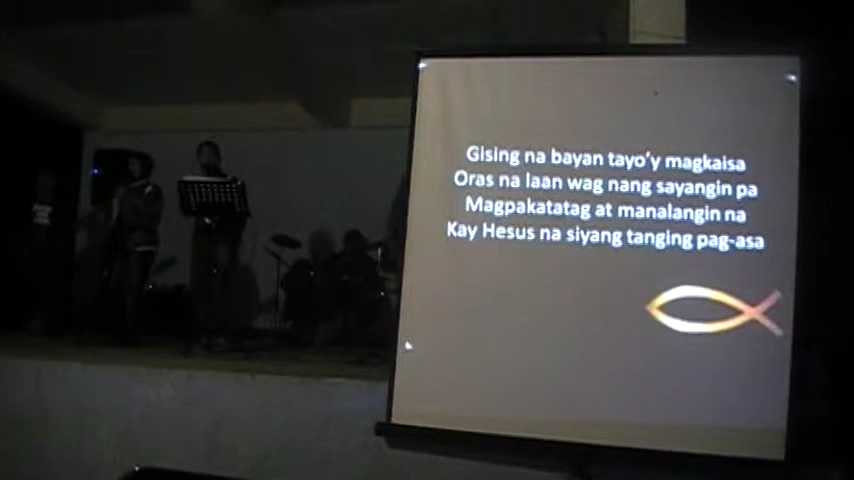 Gising na bayan tayo'y magkaisa
Oras na laan wag nang sayangin pa
Magpakatatag at manalangin na
Kay Hesus na siyang tanging pag-asa